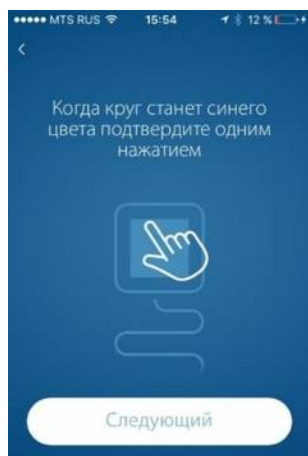 MTS RUS 15:54 12 %
Когда круг станет синего
цвета подтвердите одним
нажатием
Следующий